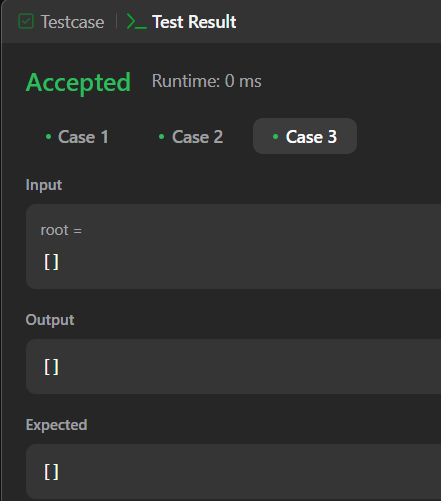 Testcase Test Result
Accepted Runtime: 0 ms
• Case 1 • Case 2 • Case 3
Input
root =
[]
Output
[]
Expected
[]